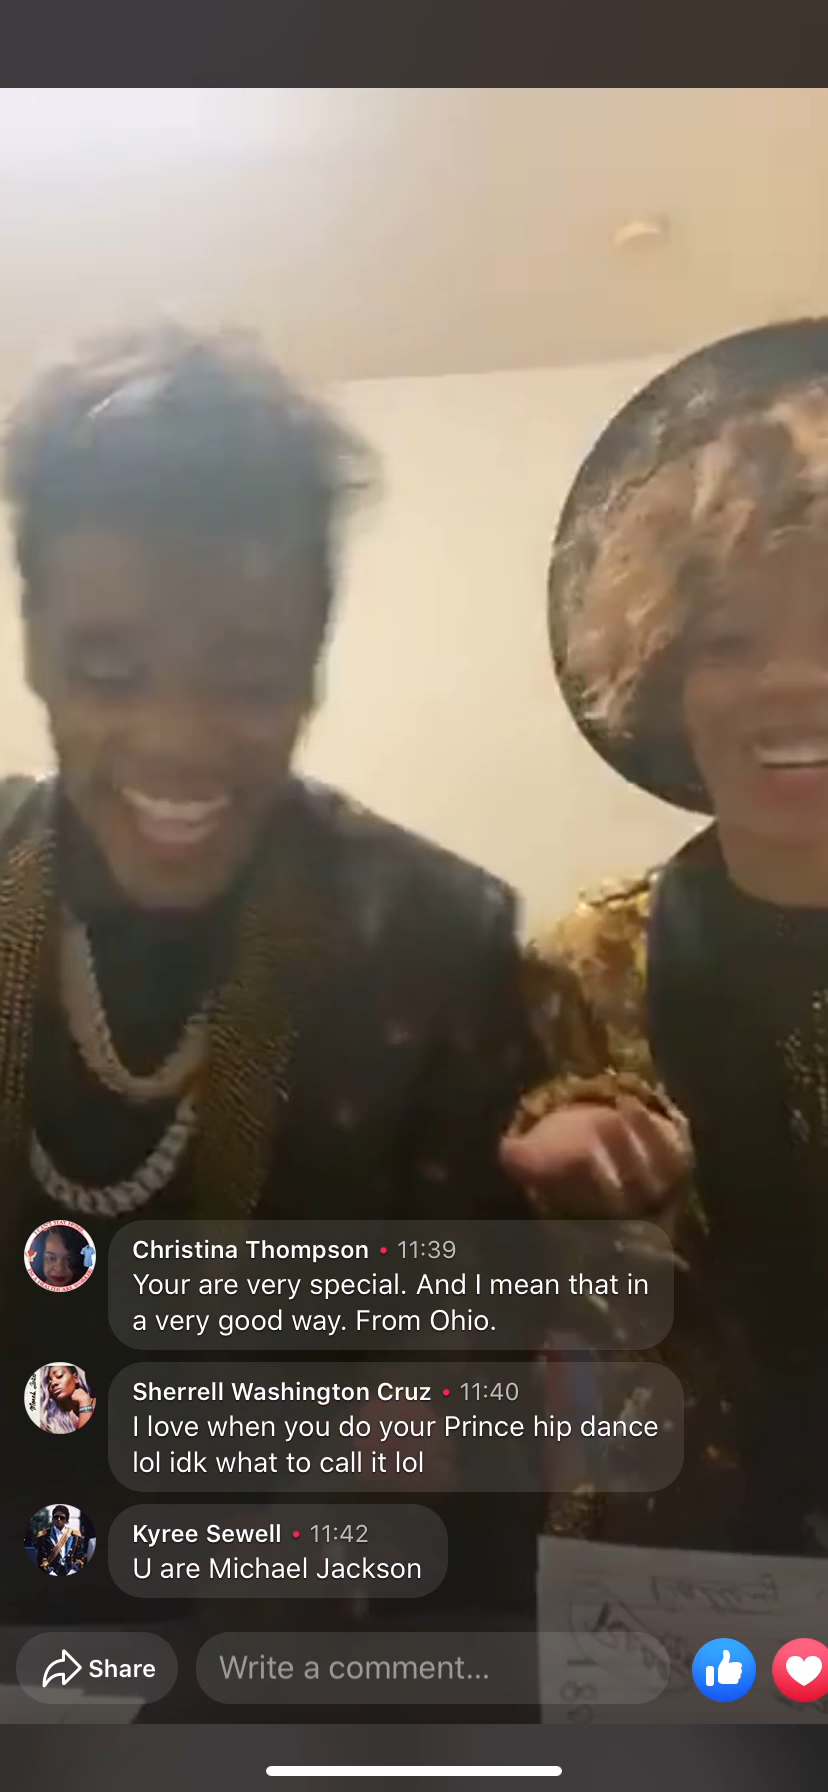 Christina Thompson • 11:39
Your are very special. And I mean that in
a very good way. From Ohio.
Sherrell Washington Cruz • 11:40
I love when you do your Prince hip dance
lol idk what to call it lol
Kyree Sewell • 11:42
U are Michael Jackson
Share
Write a comment...